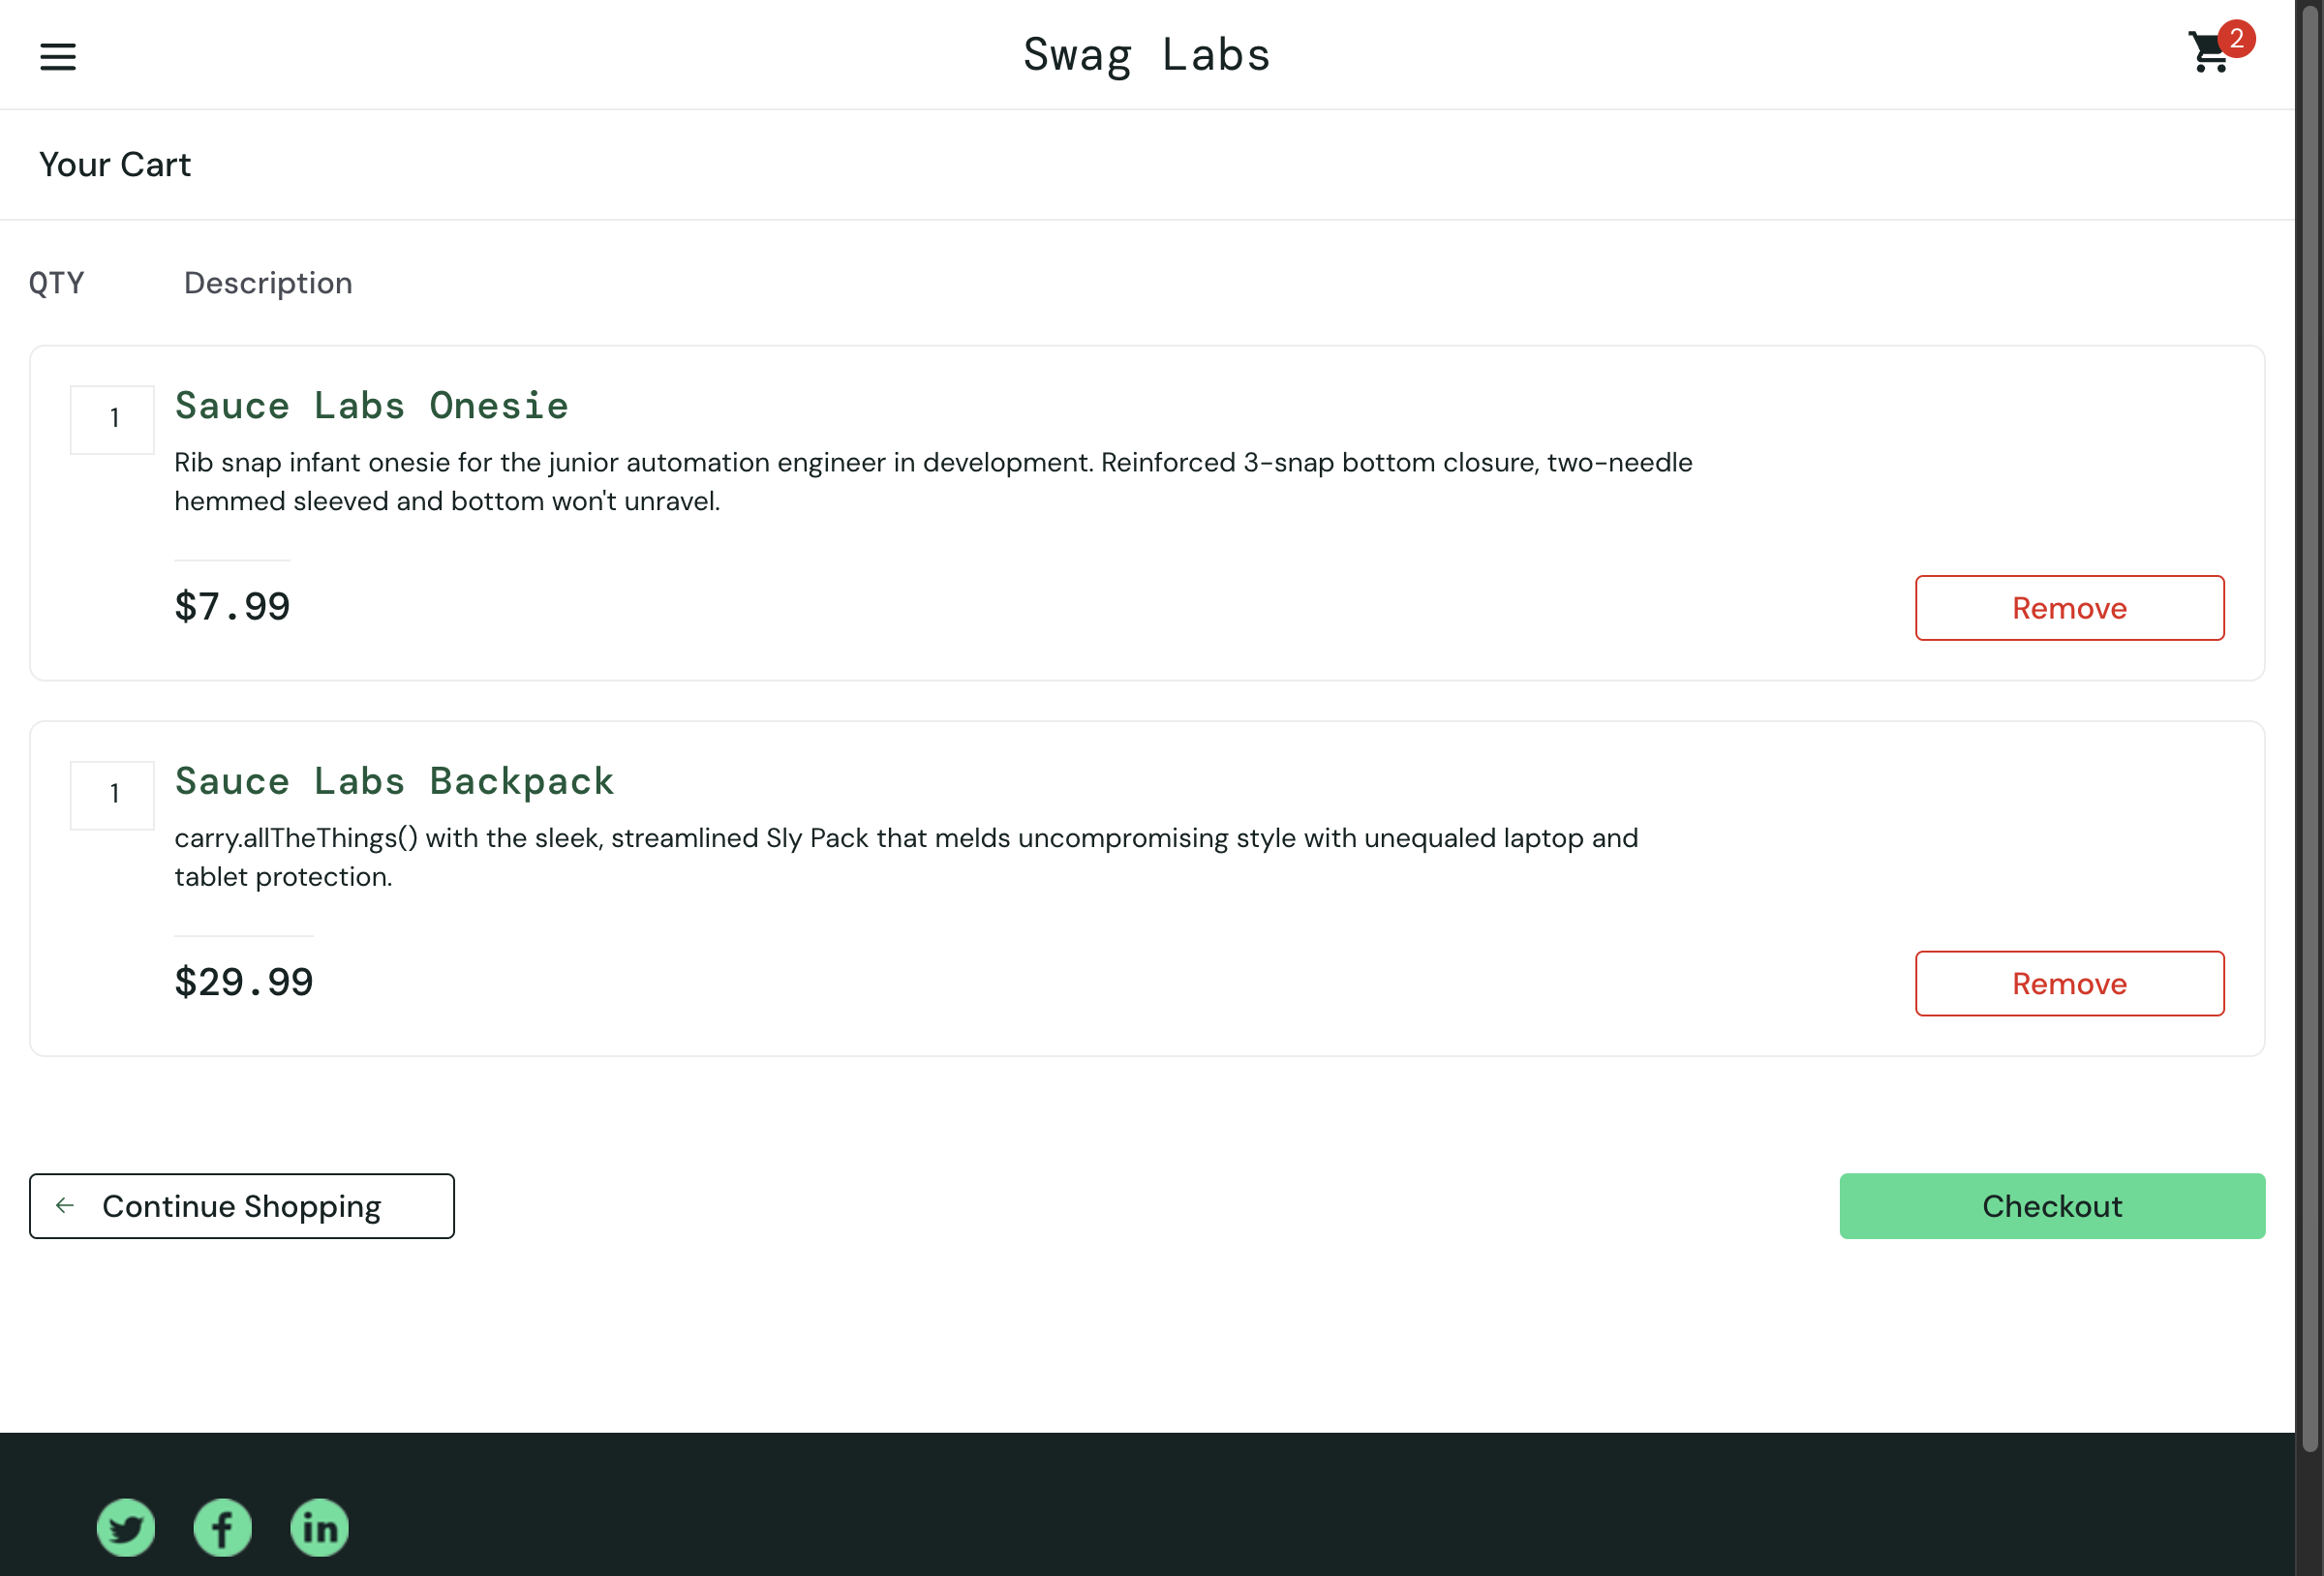 Swag Labs
2
Your Cart
QTY Description
1
Sauce Labs Onesie
Rib snap infant onesie for the junior automation engineer in development. Reinforced 3-snap bottom closure, two-needle
hemmed sleeved and bottom won't unravel.
$7.99
Remove
1
Sauce Labs Backpack
carry.allTheThings() with the sleek, streamlined Sly Pack that melds uncompromising style with unequaled laptop and
tablet protection.
$29.99
Remove
Continue Shopping
Checkout